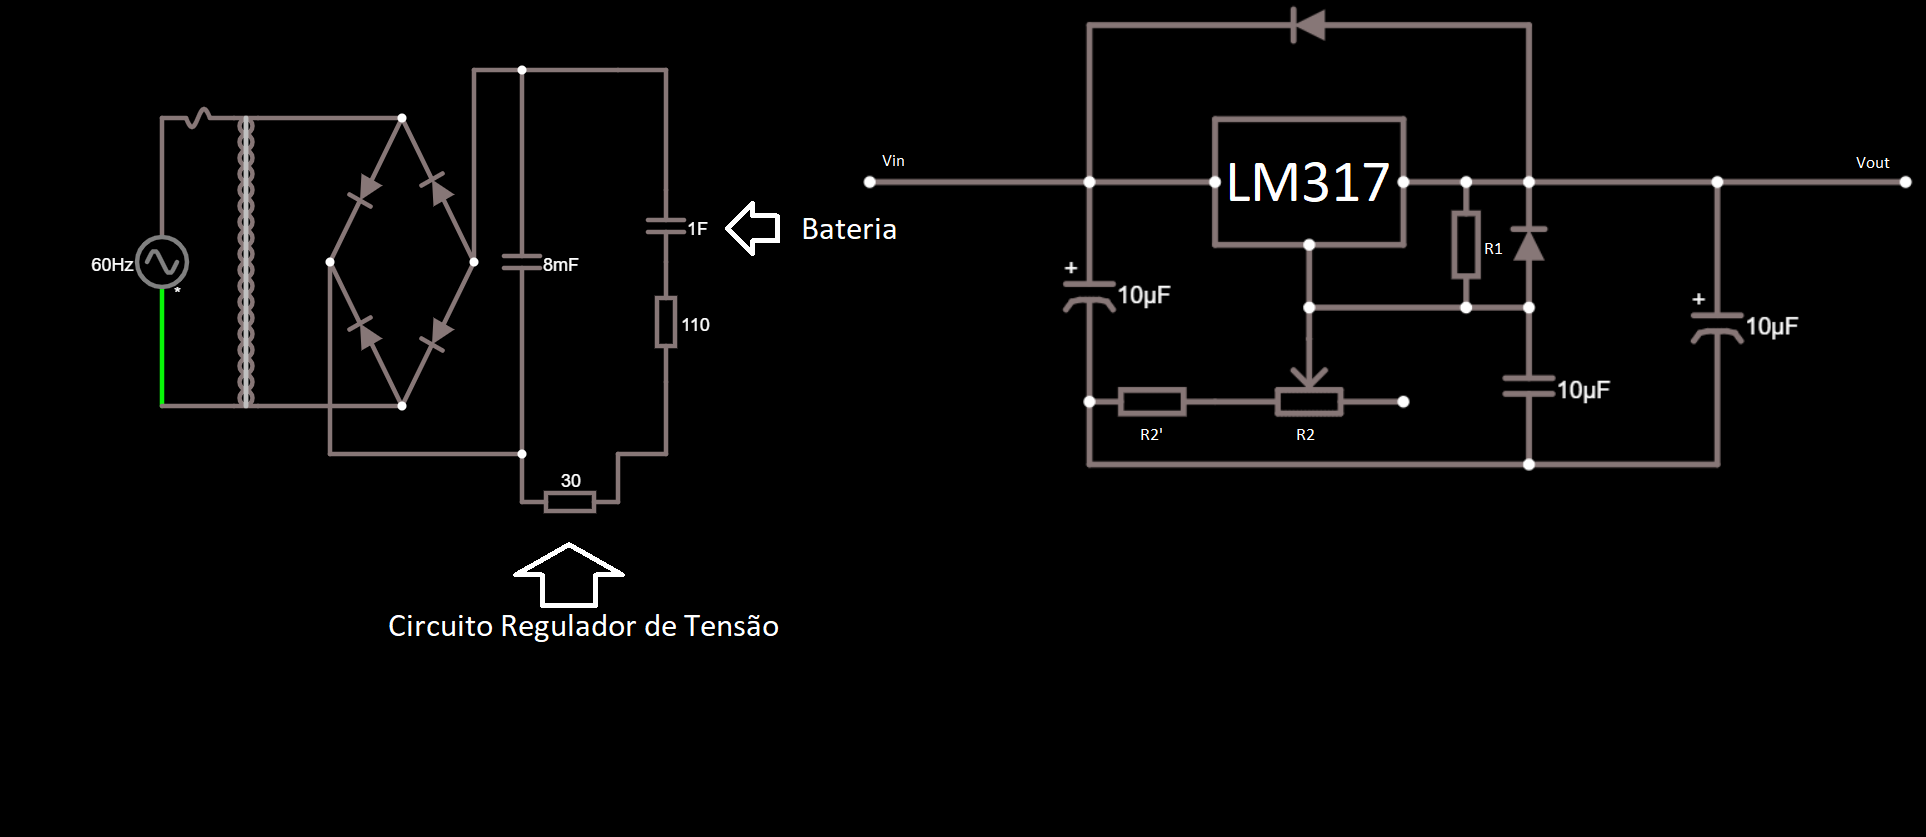 60Hz
*
8mF
1F
Bateria
110
30
Circuito Regulador de Tensão
Vin
LM317
Vout
R1
+
10µF
+
10µF
10µF
R2'
R2